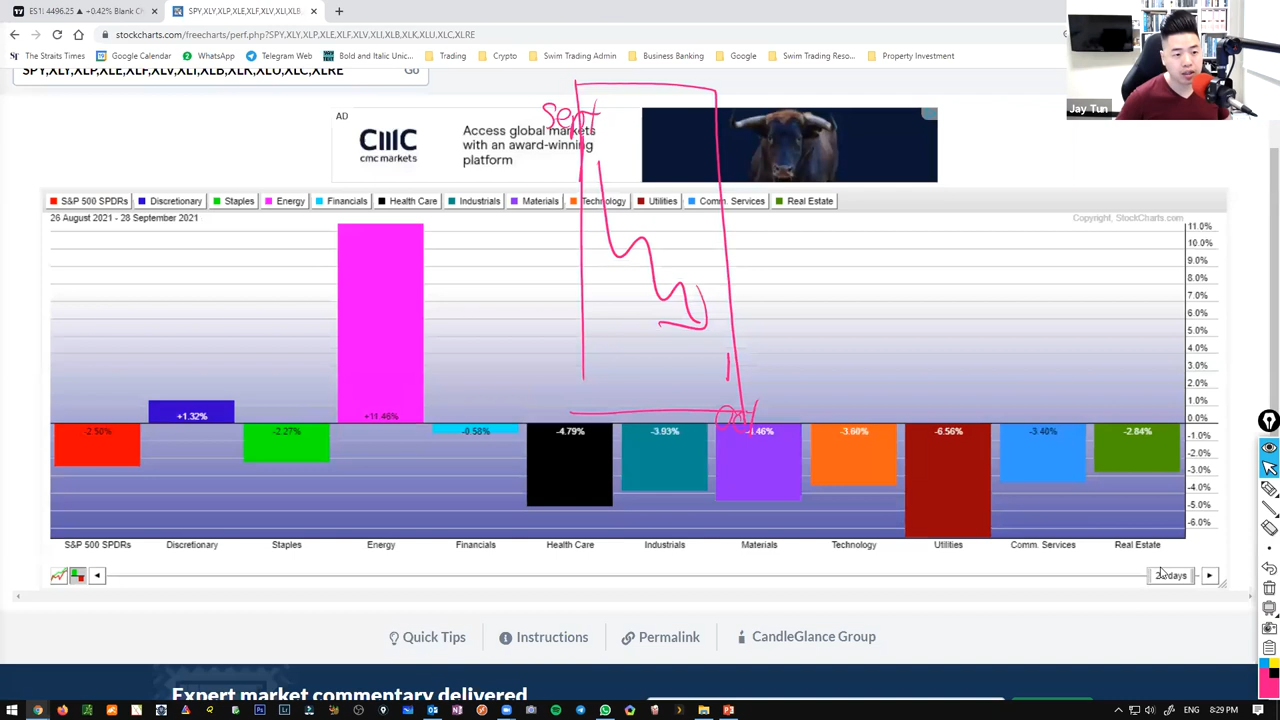 ES1! 4496.25 ▲ +0.42% Blank C
SPY,XLY,XLP,XLE,XLF,XLV,XLI,XLB,
stockcharts.com/freecharts/perf.php?SPY,XLY,XLP,XLE,XLF,XLV,XLI,XLB,XLK,XLU,XLC,XLRE
The Straits Times Google Calendar WhatsApp Telegram Web Bold and Italic Unic... Trading Crypto Swim Trading Admin Business Banking Google Swim Trading Reso... Property Investment
SPY,XLY,XLP,XLE,XLF,XLV,XLI,XLB,XLK,XLU,XLC,XLRE Go
Jay Tun
Sept
AD
CMC
cmc markets
Access global markets
with an award-winning
platform
S&P 500 SPDRs Discretionary Staples Energy Financials Health Care Industrials Materials Technology Utilities Comm. Services Real Estate
26 August 2021 - 28 September 2021
Copyright, StockCharts.com
11.0%
10.0%
9.0%
8.0%
7.0%
6.0%
5.0%
4.0%
3.0%
2.0%
1.0%
0.0%
-1.0%
-2.0%
-3.0%
-4.0%
-5.0%
-6.0%
+1.32% +11.46%
Oct
-2.50% -2.27% -0.58% -4.79% -3.93% -3.60% -6.56% -3.40% -2.84%
S&P 500 SPDRs Discretionary Staples Energy Financials Health Care Industrials Materials Technology Utilities Comm. Services Real Estate
days
Quick Tips Instructions Permalink CandleGlance Group
Expert market commentary delivered
ENG 8:29 PM